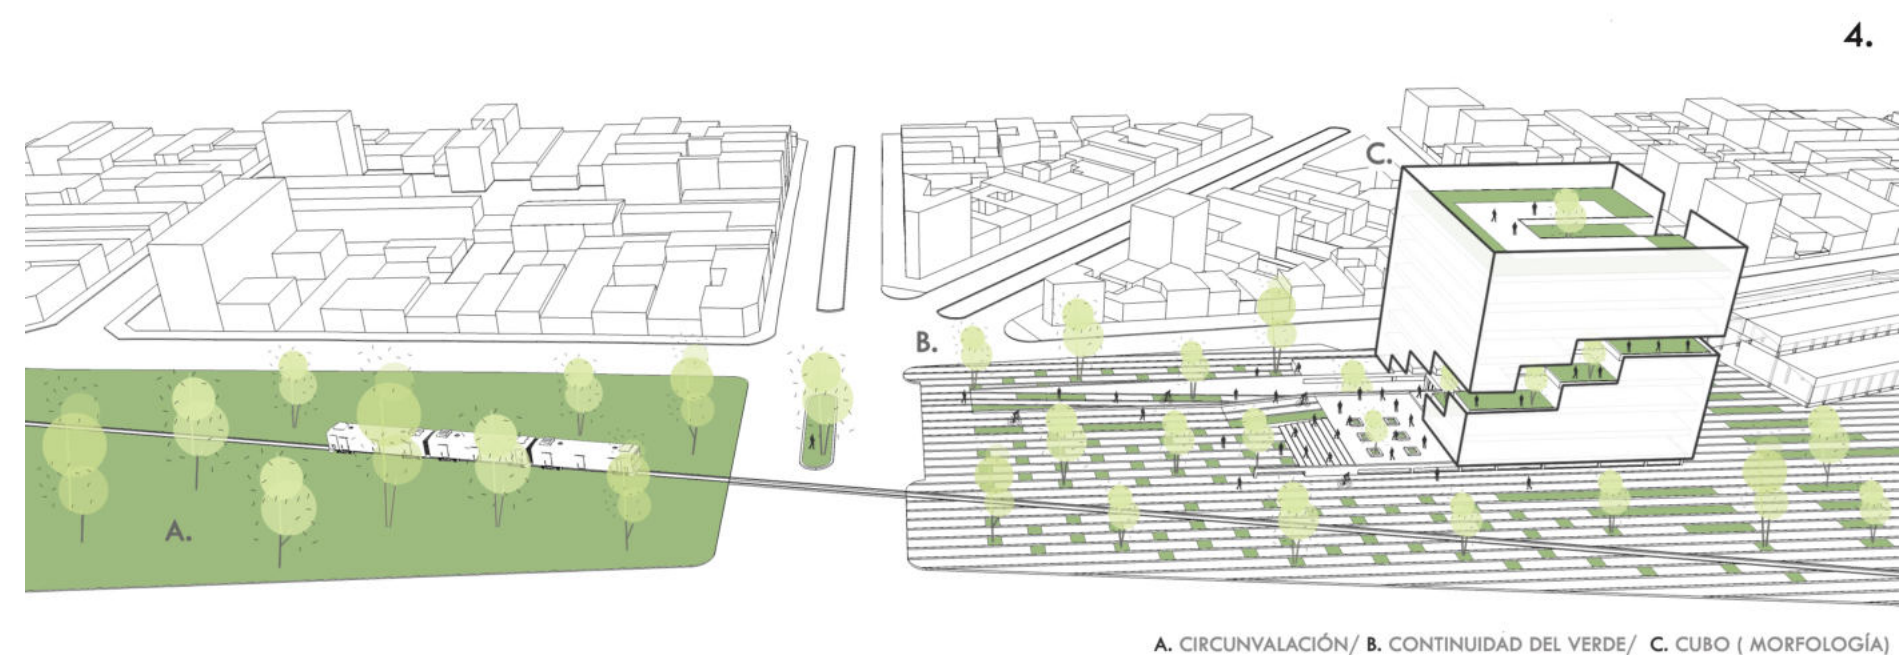 4.
C.
B.
A.
A. CIRCUNVALACIÓN/ B. CONTINUIDAD DEL VERDE/ C. CUBO ( MORFOLOGÍA)